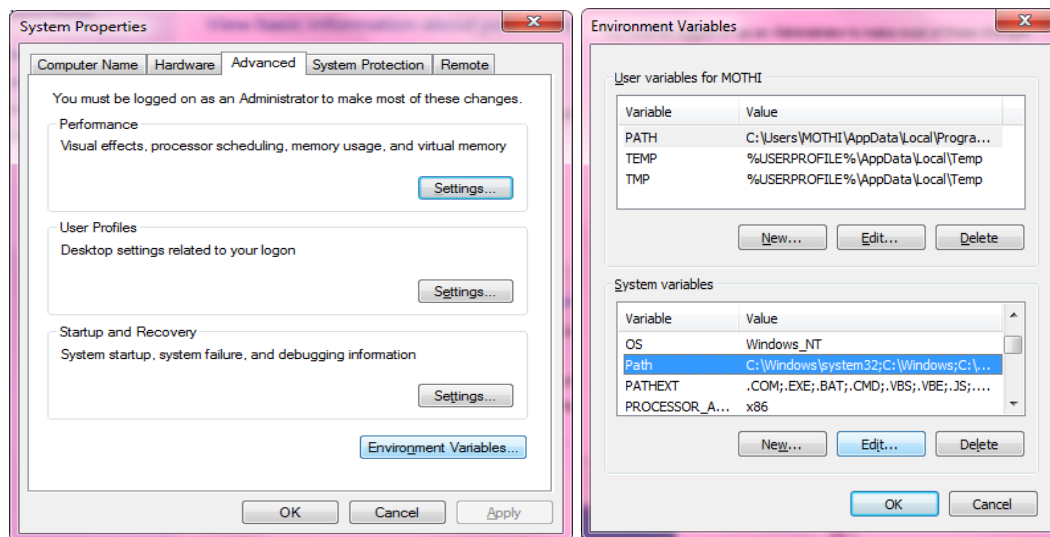 System Properties
Computer Name Hardware Advanced System Protection Remote
You must be logged on as an Administrator to make most of these changes.
Performance
Visual effects, processor scheduling, memory usage, and virtual memory
Settings...
User Profiles
Desktop settings related to your logon
Settings...
Startup and Recovery
System startup, system failure, and debugging information
Settings...
Environment Variables...
OK Cancel Apply
Environment Variables
User variables for MOTHI
Variable Value
PATH C:\Users\MOTHI\AppData\Local\Progra...
TEMP %USERPROFILE%\AppData\Local\Temp
TMP %USERPROFILE%\AppData\Local\Temp
New... Edit... Delete
System variables
Variable Value
OS Windows_NT
Path C:\Windows\system32;C:\Windows;C:\...
PATHEXT .COM;.EXE;.BAT;.CMD;.VBS;.VBE;.JS;....
PROCESSOR_A... x86
New... Edit... Delete
OK Cancel